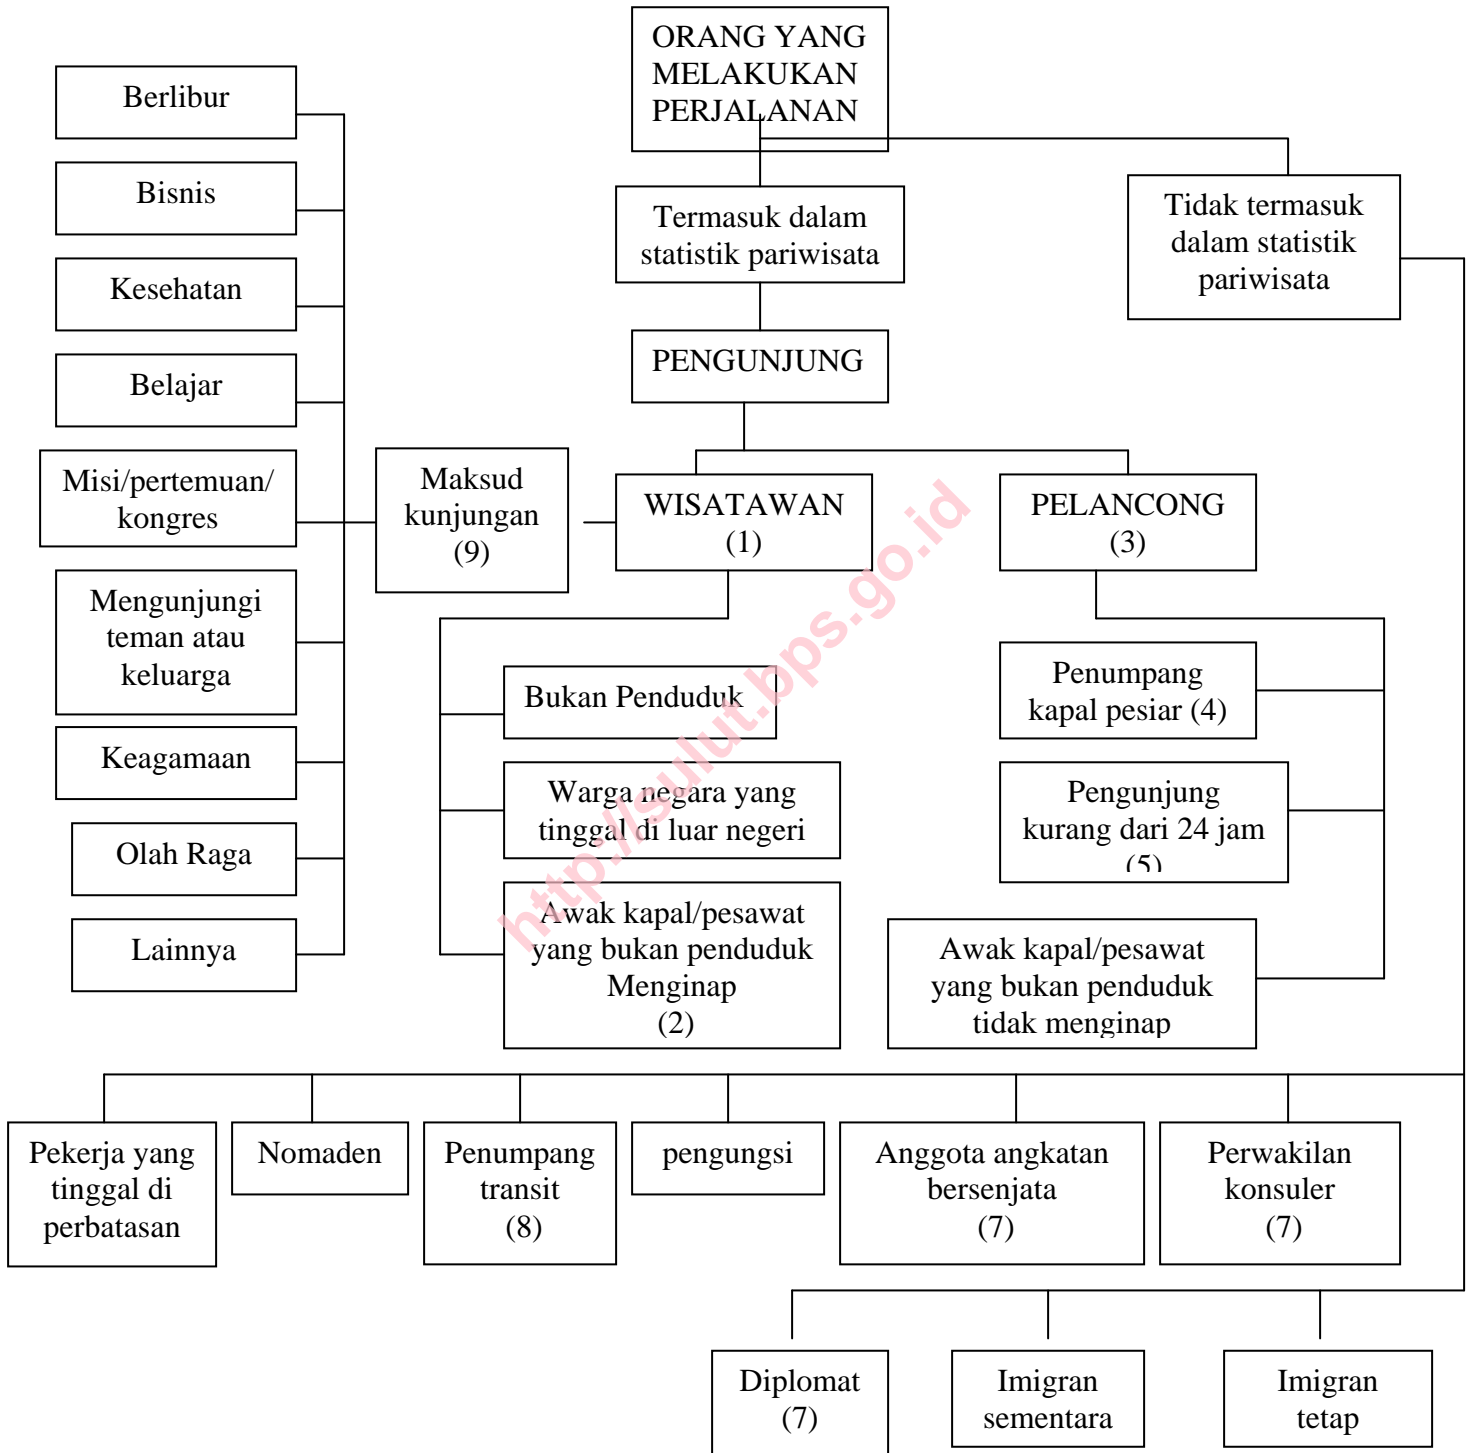 ORANG YANG
MELAKUKAN
PERJALANAN
Termasuk dalam
statistik pariwisata
Tidak termasuk
dalam statistik
pariwisata
PENGUNJUNG
Berlibur
Bisnis
Kesehatan
Belajar
Misi/pertemuan/
kongres
Mengunjungi
teman atau
keluarga
Keagamaan
Olah Raga
Lainnya
Maksud
kunjungan
(9)
WISATAWAN
(1)
PELANCONG
(3)
Bukan Penduduk
Warga negara yang
tinggal di luar negeri
Awak kapal/pesawat
yang bukan penduduk
Menginap
(2)
Penumpang
kapal pesiar (4)
Pengunjung
kurang dari 24 jam
(5)
Awak kapal/pesawat
yang bukan penduduk
tidak menginap
Pekerja yang
tinggal di
perbatasan
Nomaden
Penumpang
transit
(8)
pengungsi
Anggota angkatan
bersenjata
(7)
Perwakilan
konsuler
(7)
Diplomat
(7)
Imigran
sementara
Imigran
tetap
http://sulut.bps.go.id